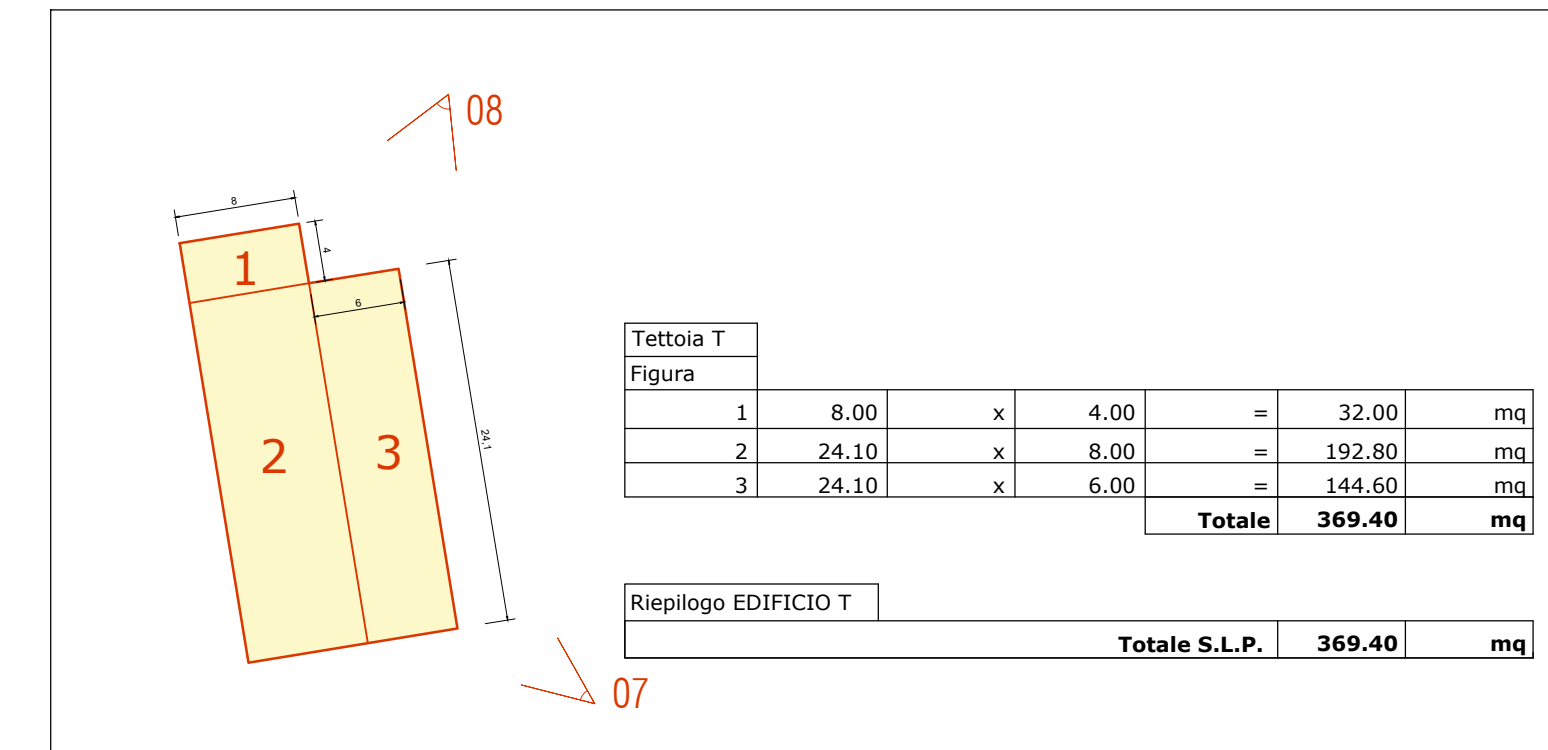 08
8
4
1
6
24,1
2
3
07
Tettoia T
Figura
1 8.00 x 4.00 = 32.00 mq
2 24.10 x 8.00 = 192.80 mq
3 24.10 x 6.00 = 144.60 mq
Totale 369.40 mq
Riepilogo EDIFICIO T
Totale S.L.P. 369.40 mq